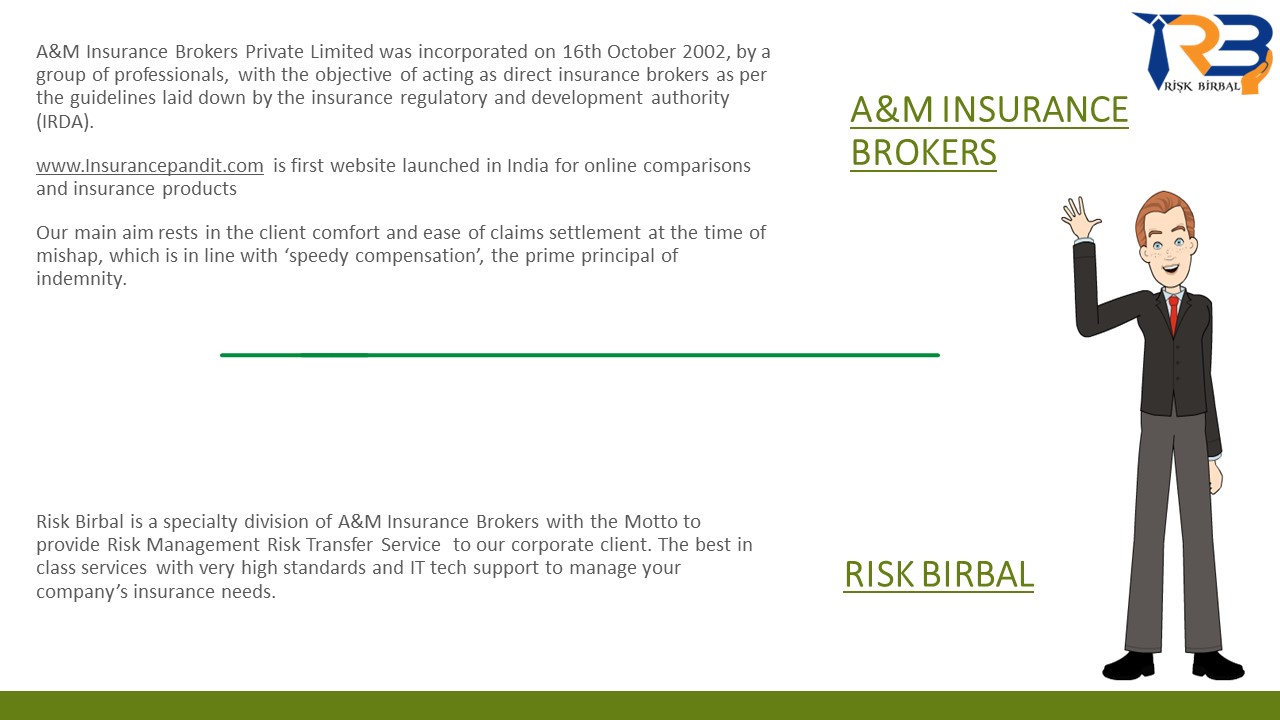 A&M Insurance Brokers Private Limited was incorporated on 16th October 2002, by a
group of professionals, with the objective of acting as direct insurance brokers as per
the guidelines laid down by the insurance regulatory and development authority
(IRDA).
www.Insurancepandit.com is first website launched in India for online comparisons
and insurance products
Our main aim rests in the client comfort and ease of claims settlement at the time of
mishap, which is in line with ‘speedy compensation’, the prime principal of
indemnity.
RB
RiŞK BiRBAL
A&M INSURANCE
BROKERS
Risk Birbal is a specialty division of A&M Insurance Brokers with the Motto to
provide Risk Management Risk Transfer Service to our corporate client. The best in
class services with very high standards and IT tech support to manage your
company’s insurance needs.
RISK BIRBAL